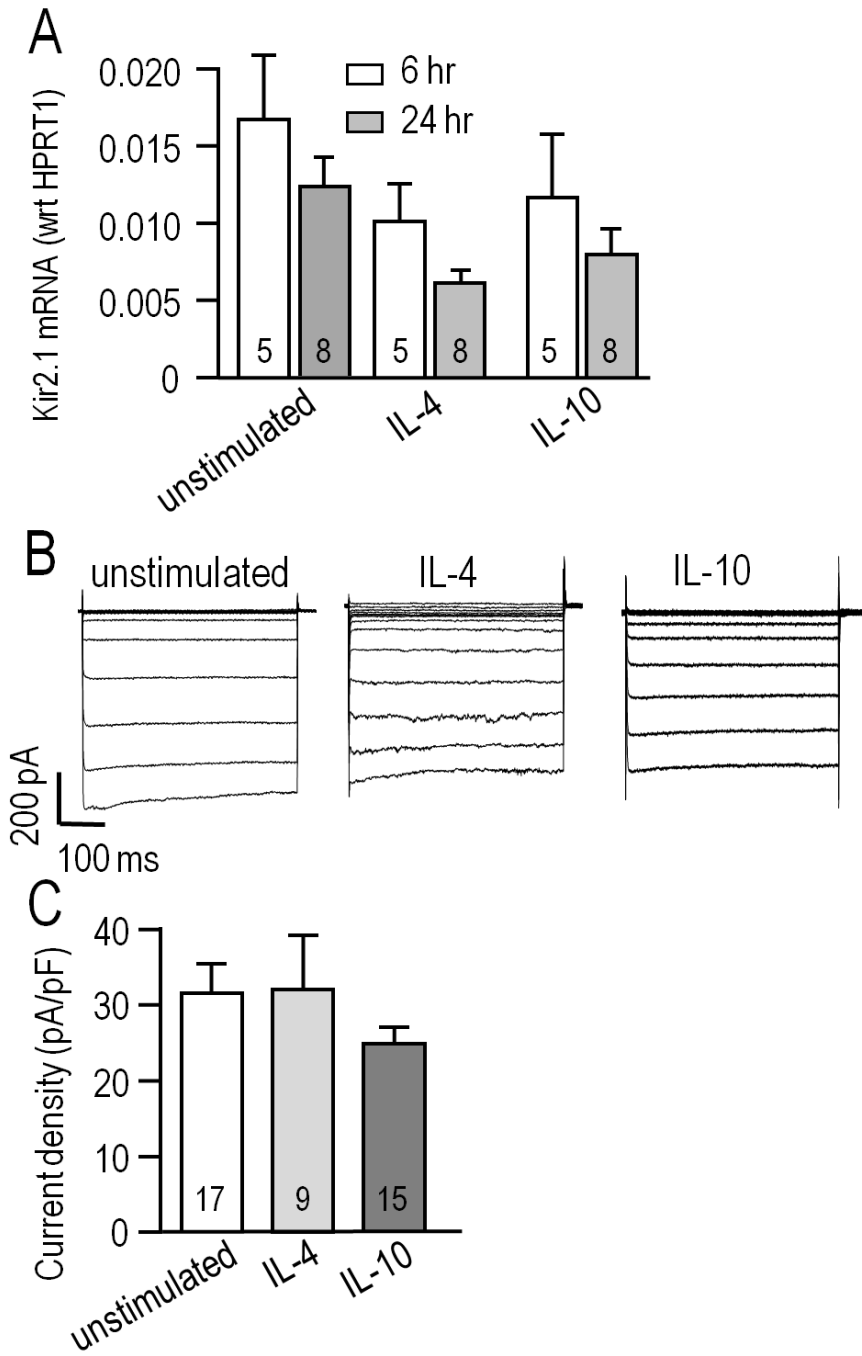 A
Kir2.1 mRNA (wrt HPRT1)
0.020
0.015
0.010
0.005
0
6 hr
24 hr
5
8
5
8
5
8
unstimulated
IL-4
IL-10
B
unstimulated
IL-4
IL-10
200 pA
100 ms
C
Current density (pA/pF)
40
30
20
10
0
17
9
15
unstimulated
IL-4
IL-10